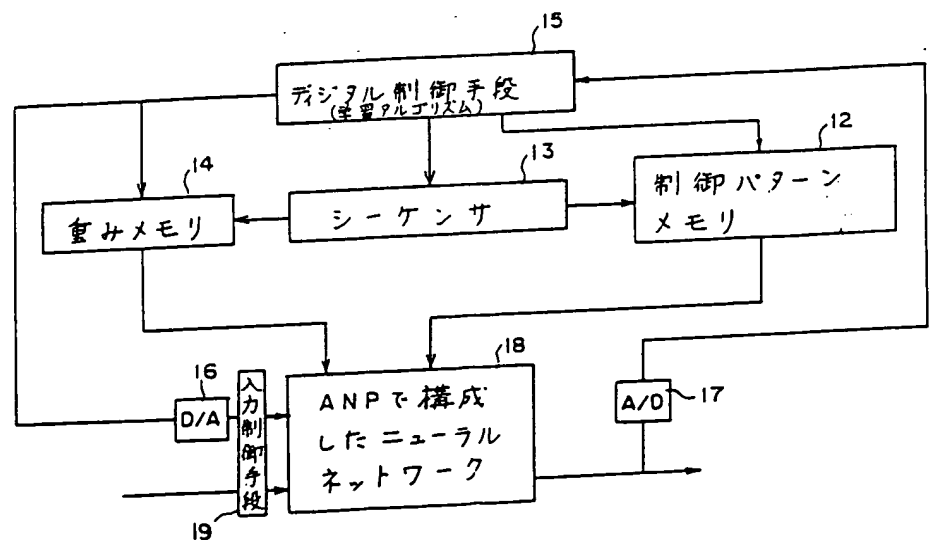 15
ディジタル制御手段
(学習アルゴリズム)
12
制御パターン
メモリ
13
シーケンサ
14
重みメモリ
18
ANPで構成
したニューラル
ネットワーク
16
D/A
入力制御手段
19
A/D
17